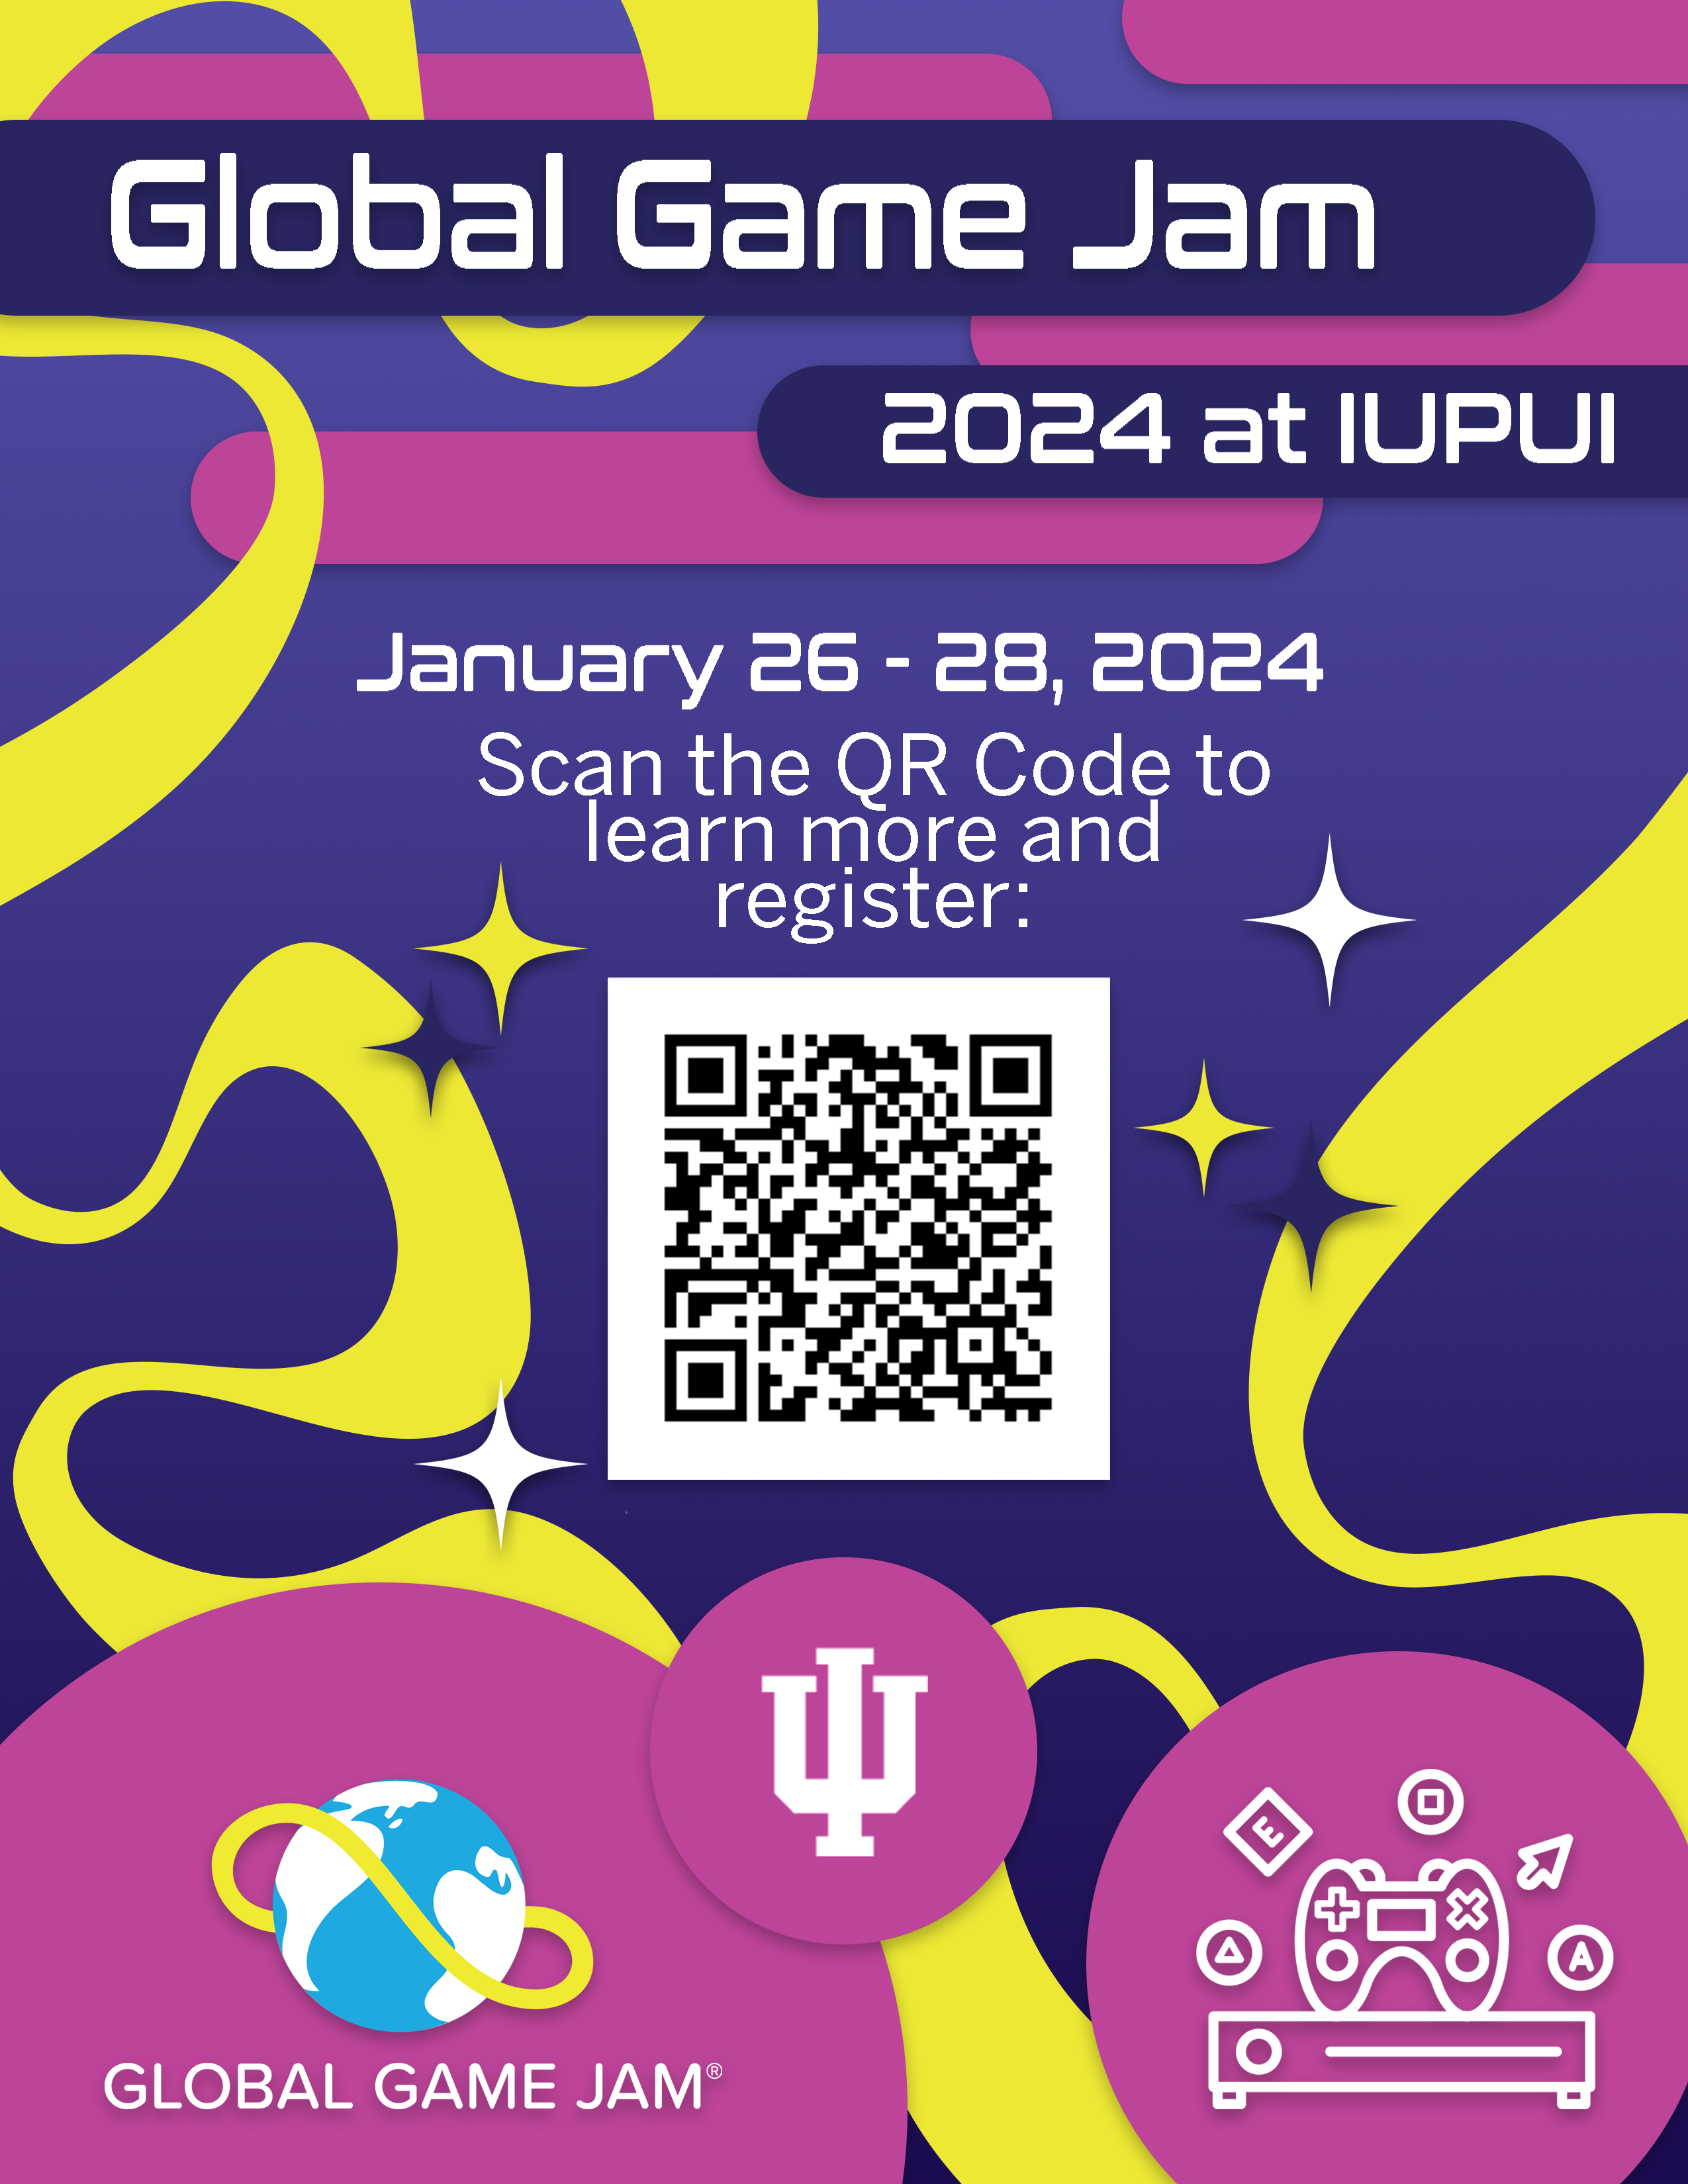 Global Game Jam
2024 at IUPUI
January 26 - 28, 2024
Scan the QR Code to
learn more and
register:
E
A
GLOBAL GAME JAM®